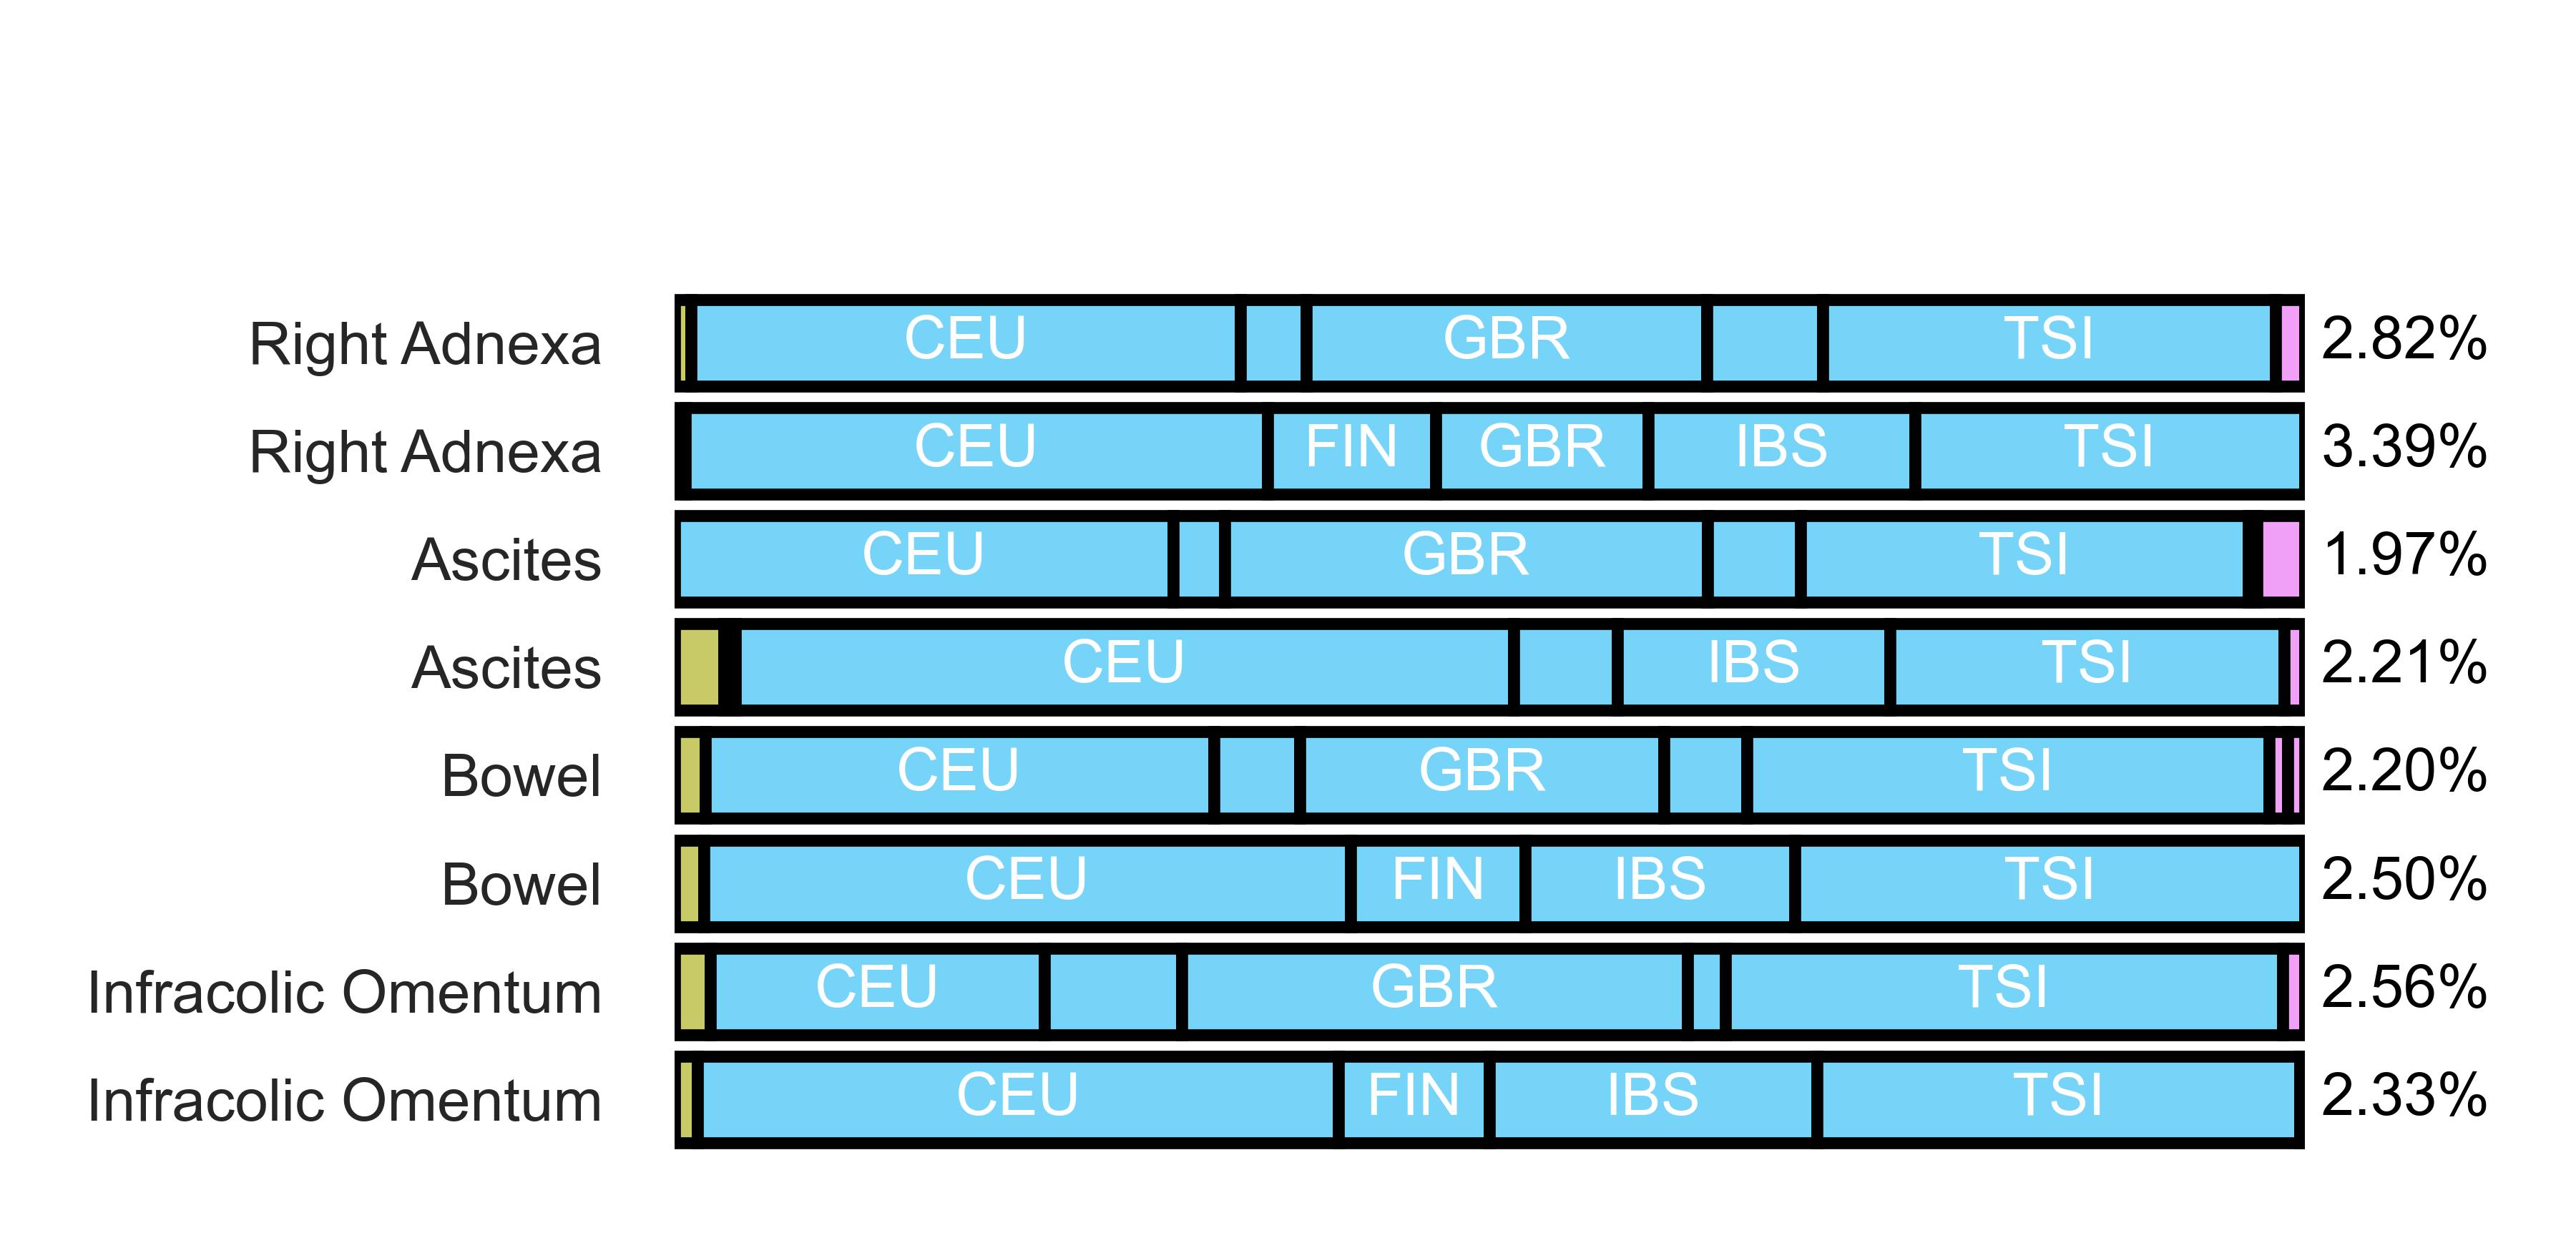 Right Adnexa CEU GBR TSI 2.82%
Right Adnexa CEU FIN GBR IBS TSI 3.39%
Ascites CEU GBR TSI 1.97%
Ascites CEU IBS TSI 2.21%
Bowel CEU GBR TSI 2.20%
Bowel CEU FIN IBS TSI 2.50%
Infracolic Omentum CEU GBR TSI 2.56%
Infracolic Omentum CEU FIN IBS TSI 2.33%